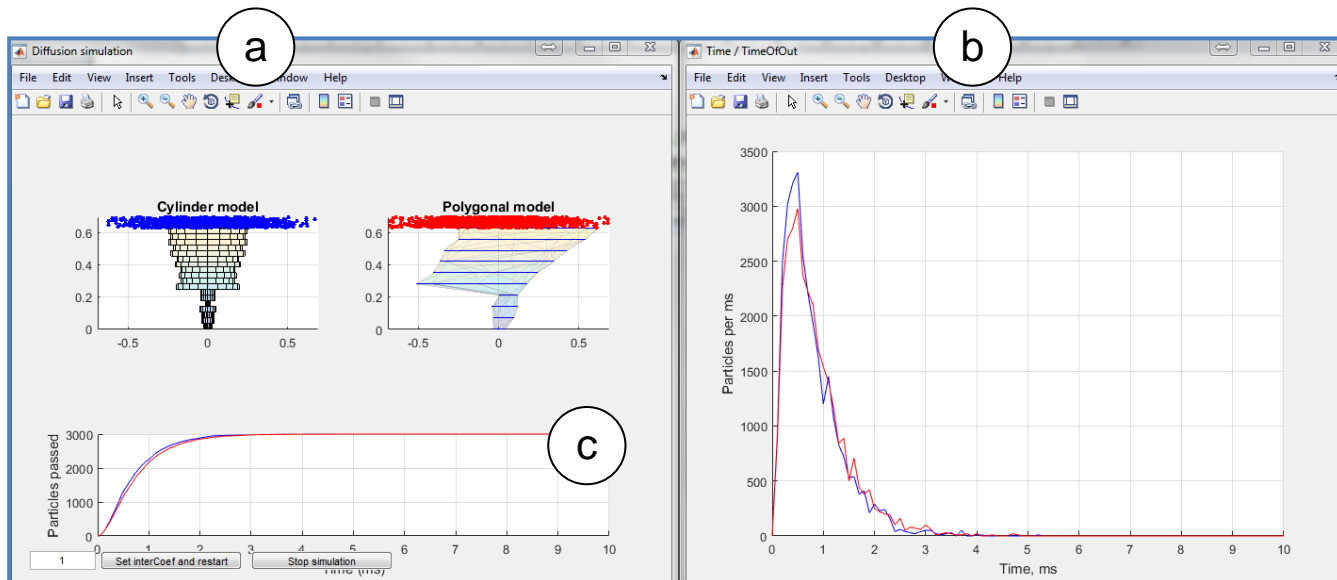 a
b
Diffusion simulation
Time / TimeOfOut
File Edit View Insert Tools Desk ndow Help
File Edit View Insert Tools Desktop W Help
Cylinder model
Polygonal model
0.6
0.4
0.2
0
-0.5 0 0.5
0.6
0.4
0.2
0
-0.5 0 0.5
Particles passed
3000
2000
1000
0
0 1 2 3 4 5 6 7 8 9 10
Time (ms)
c
1
Set interCoef and restart
Stop simulation
Particles per ms
3500
3000
2500
2000
1500
1000
500
0
0 1 2 3 4 5 6 7 8 9 10
Time, ms